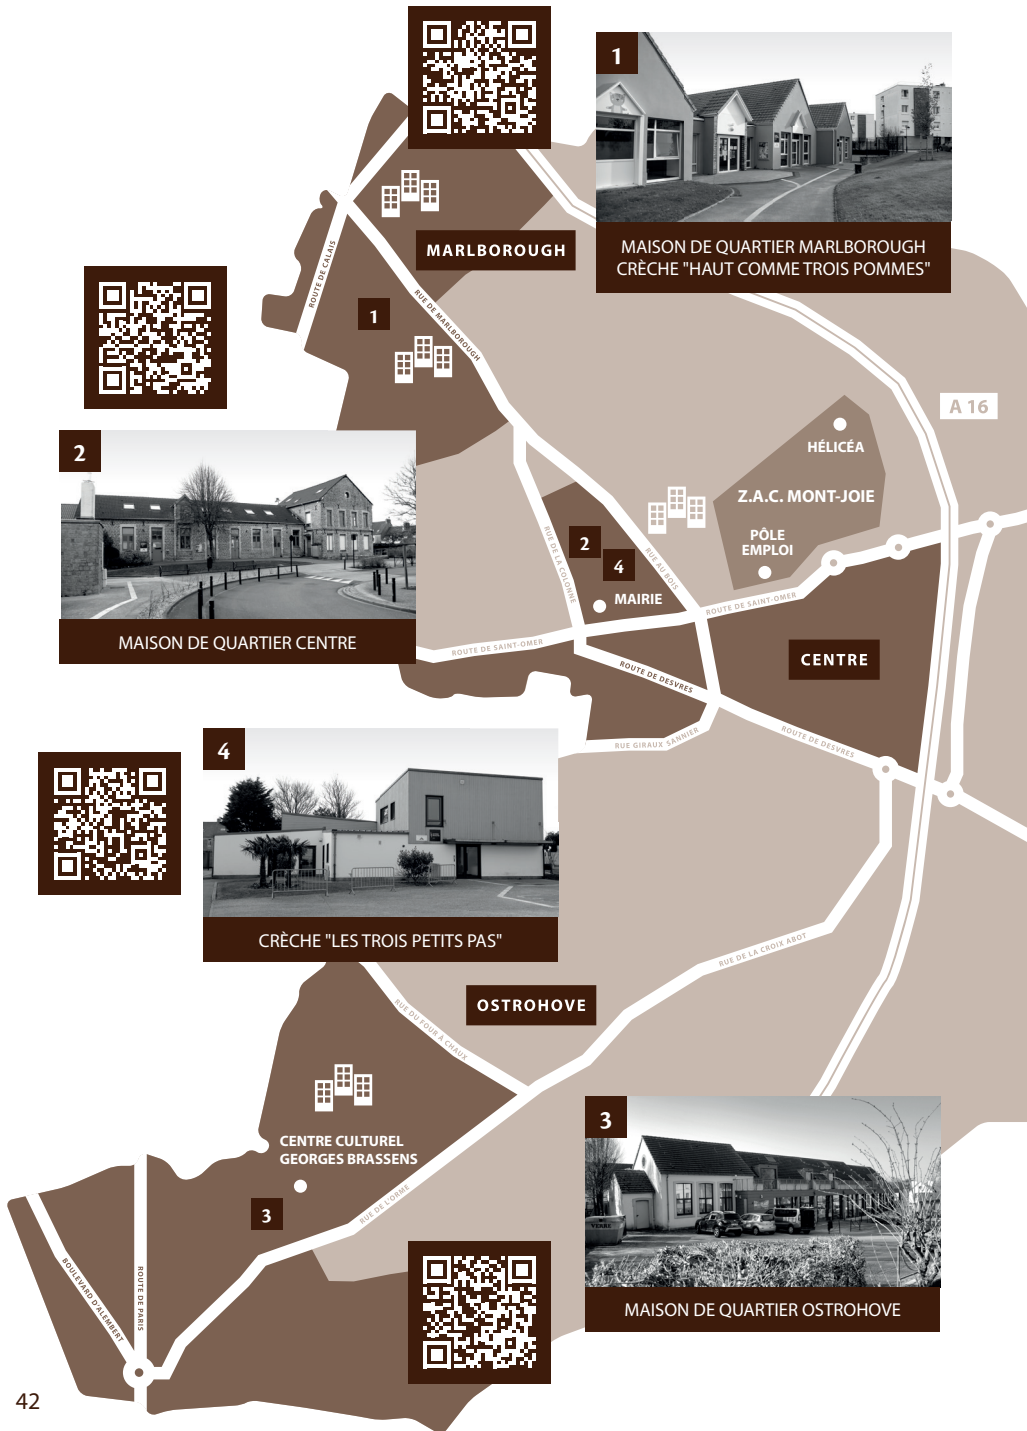 1
MAISON DE QUARTIER MARLBOROUGH
CRÈCHE "HAUT COMME TROIS POMMES"
MARLBOROUGH
ROUTE DE CALAIS
1
RUE DE MARLBOROUGH
A 16
HÉLICÉA
Z.A.C. MONT-JOIE
PÔLE
EMPLOI
2
MAISON DE QUARTIER CENTRE
RUE DE LA COLONNE
2
4
MAIRIE
RUE AU BOIS
ROUTE DE SAINT-OMER
ROUTE DE SAINT-OMER
CENTRE
ROUTE DE DESVRES
ROUTE DE DESVRES
RUE GIRAUX SANNIER
4
CRÈCHE "LES TROIS PETITS PAS"
RUE DE LA CROIX ABOT
OSTROHOVE
RUE DU FOUR À CHAUX
CENTRE CULTUREL
GEORGES BRASSENS
3
RUE DE L'ORME
BOULEVARD D'ALEMBERT
ROUTE DE PARIS
3
VERRE
MAISON DE QUARTIER OSTROHOVE
42